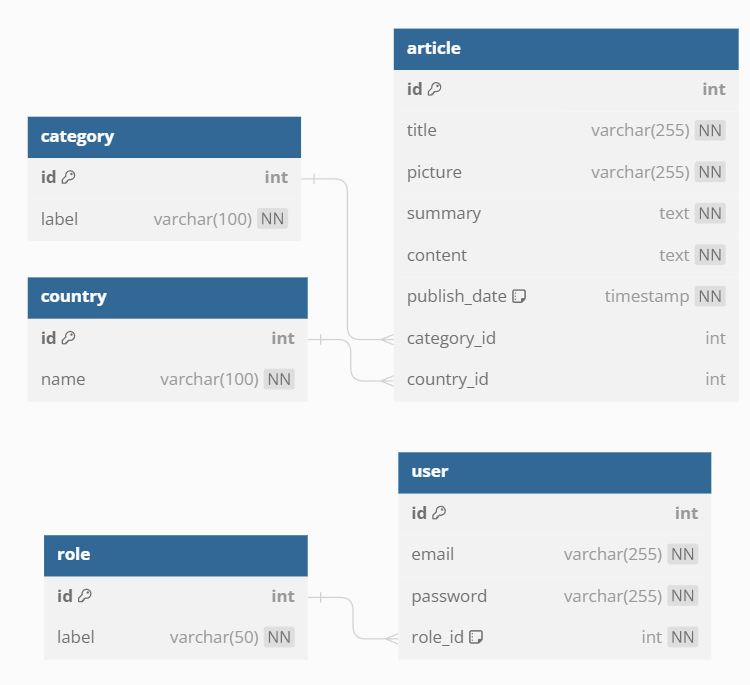 category
id int
label varchar(100) NN
country
id int
name varchar(100) NN
article
id int
title varchar(255) NN
picture varchar(255) NN
summary text NN
content text NN
publish_date timestamp NN
category_id int
country_id int
role
id int
label varchar(50) NN
user
id int
email varchar(255) NN
password varchar(255) NN
role_id int NN